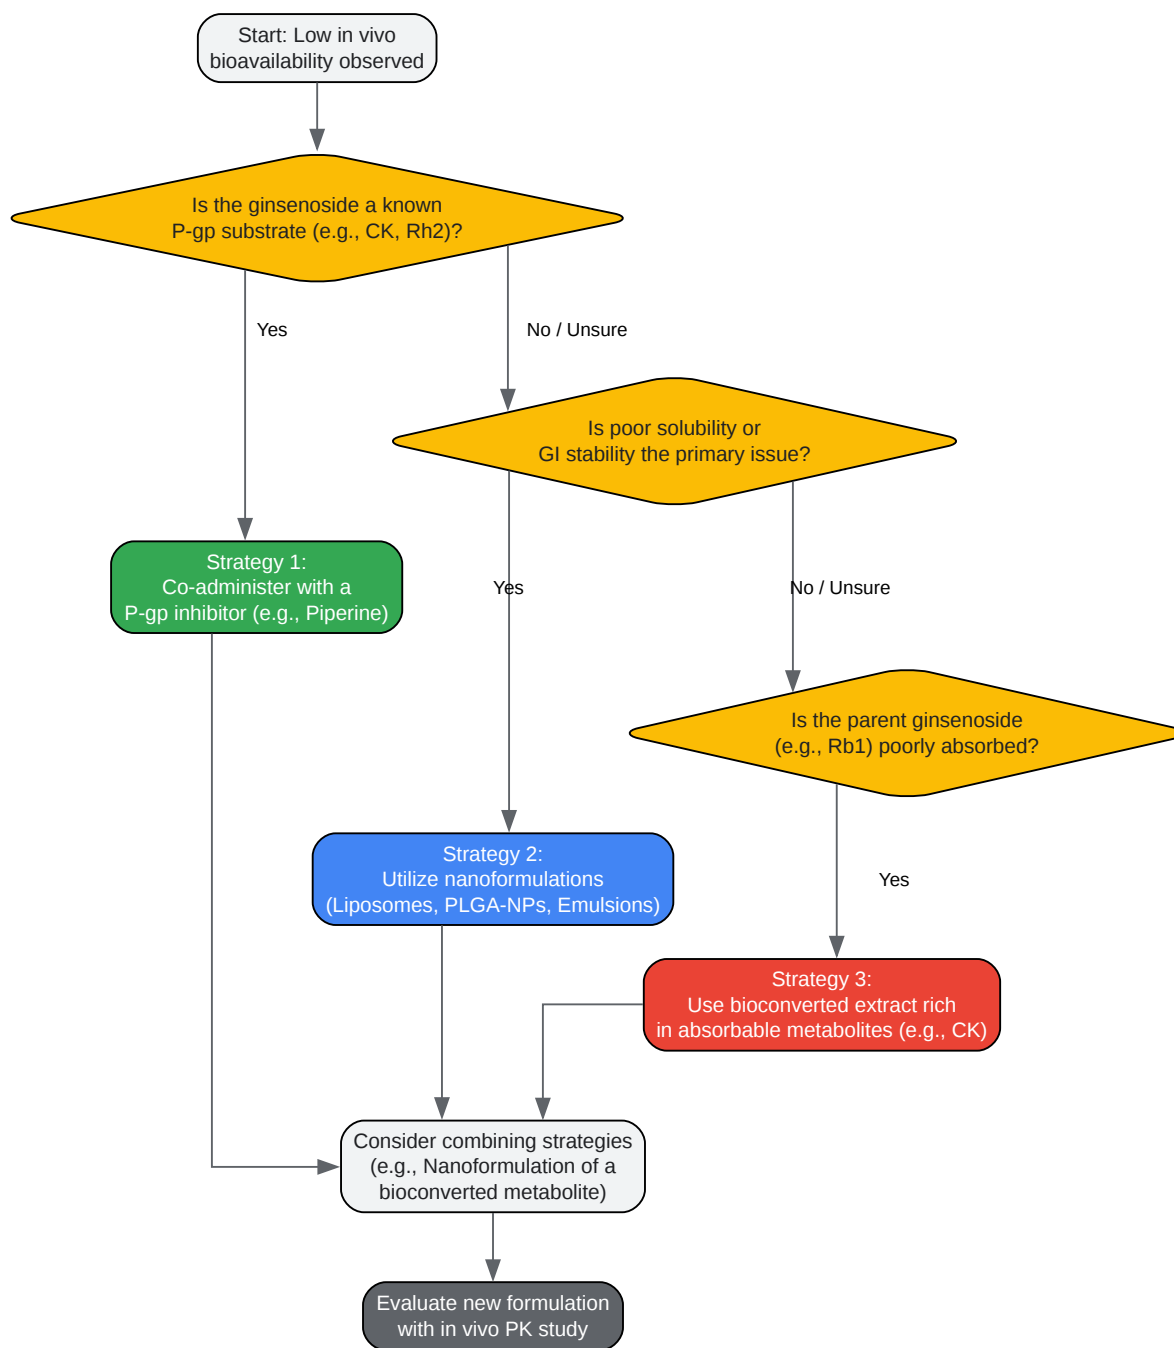 Start: Low in vivo
bioavailability observed
Is the ginsenoside a known
P-gp substrate (e.g., CK, Rh2)?
Yes
No / Unsure
Is poor solubility or
GI stability the primary issue?
Strategy 1:
Co-administer with a
P-gp inhibitor (e.g., Piperine)
Yes
No / Unsure
Is the parent ginsenoside
(e.g., Rb1) poorly absorbed?
Strategy 2:
Utilize nanoformulations
(Liposomes, PLGA-NPs, Emulsions)
Yes
Strategy 3:
Use bioconverted extract rich
in absorbable metabolites (e.g., CK)
Consider combining strategies
(e.g., Nanoformulation of a
bioconverted metabolite)
Evaluate new formulation
with in vivo PK study